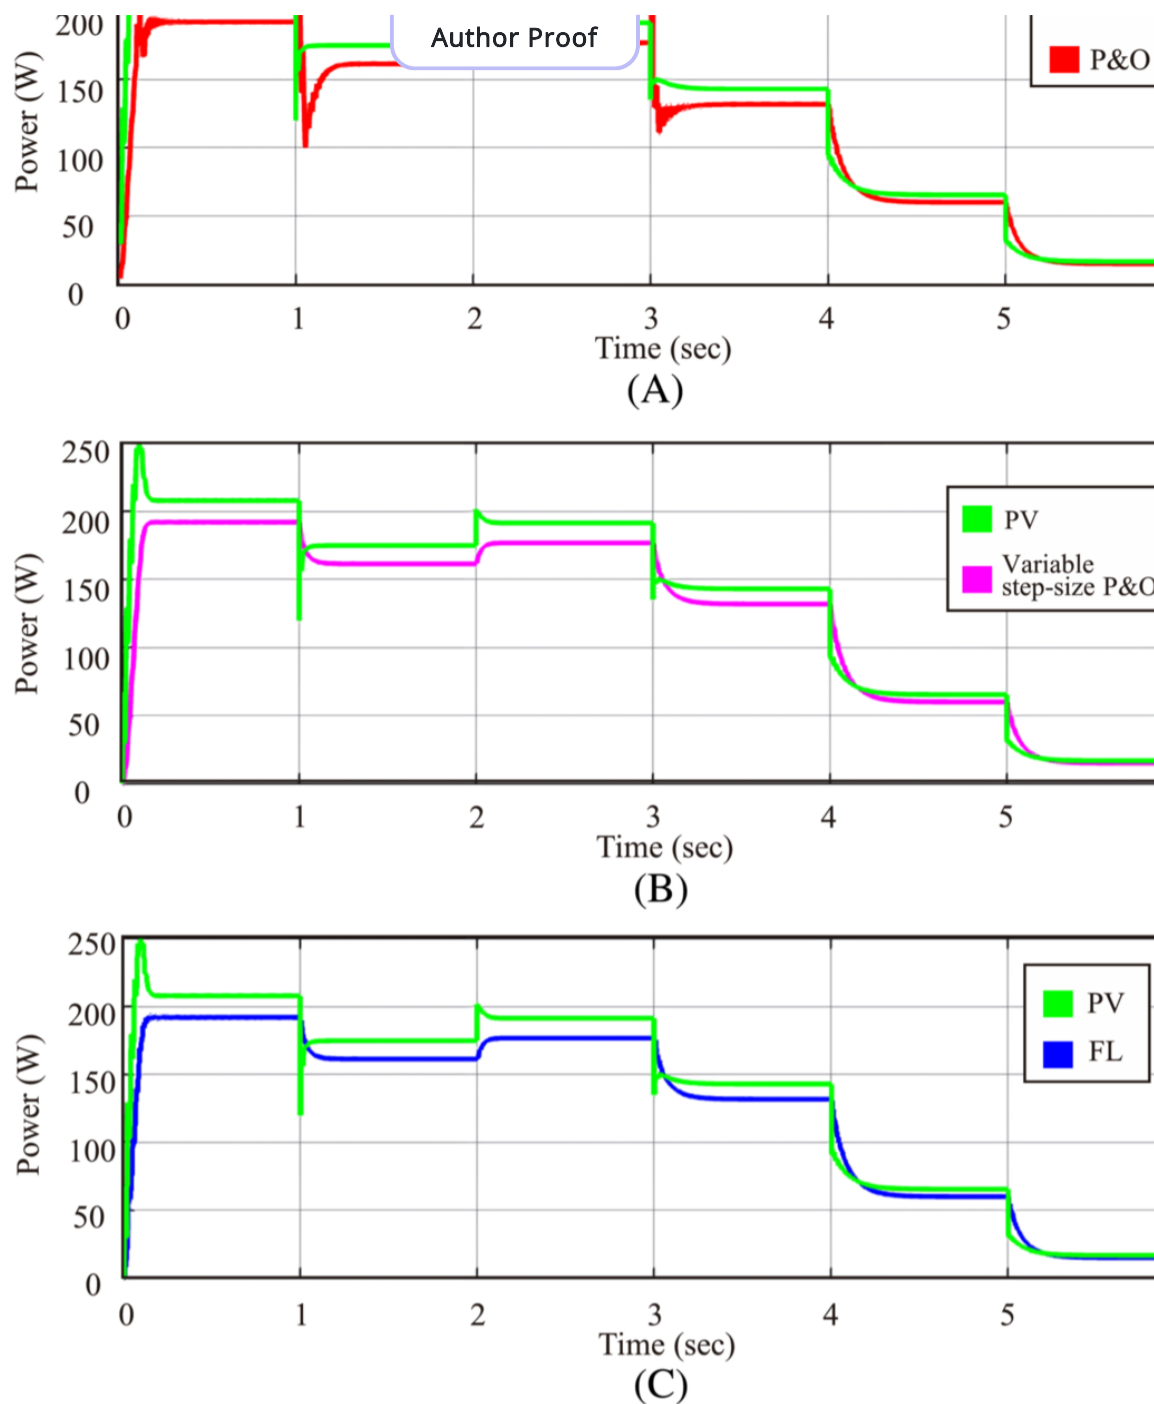 200
Author Proof
P&O
150
100
50
0
Power (W)
0 1 2 3 4 5
Time (sec)
(A)
250
200
150
100
50
0
Power (W)
PV
Variable
step-size P&O
0 1 2 3 4 5
Time (sec)
(B)
250
200
150
100
50
0
Power (W)
PV
FL
0 1 2 3 4 5
Time (sec)
(C)